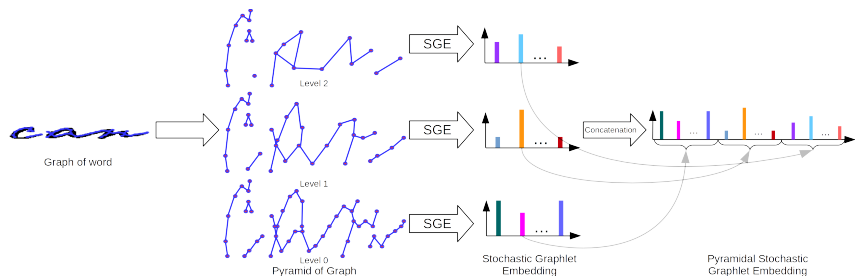 Graph of word
Level 2
Level 1
Level 0
Pyramid of Graph
SGE
SGE
SGE
...
...
...
Stochastic Graphlet
Embedding
Concatenation
... ... ...
Pyramidal Stochastic
Graphlet Embedding